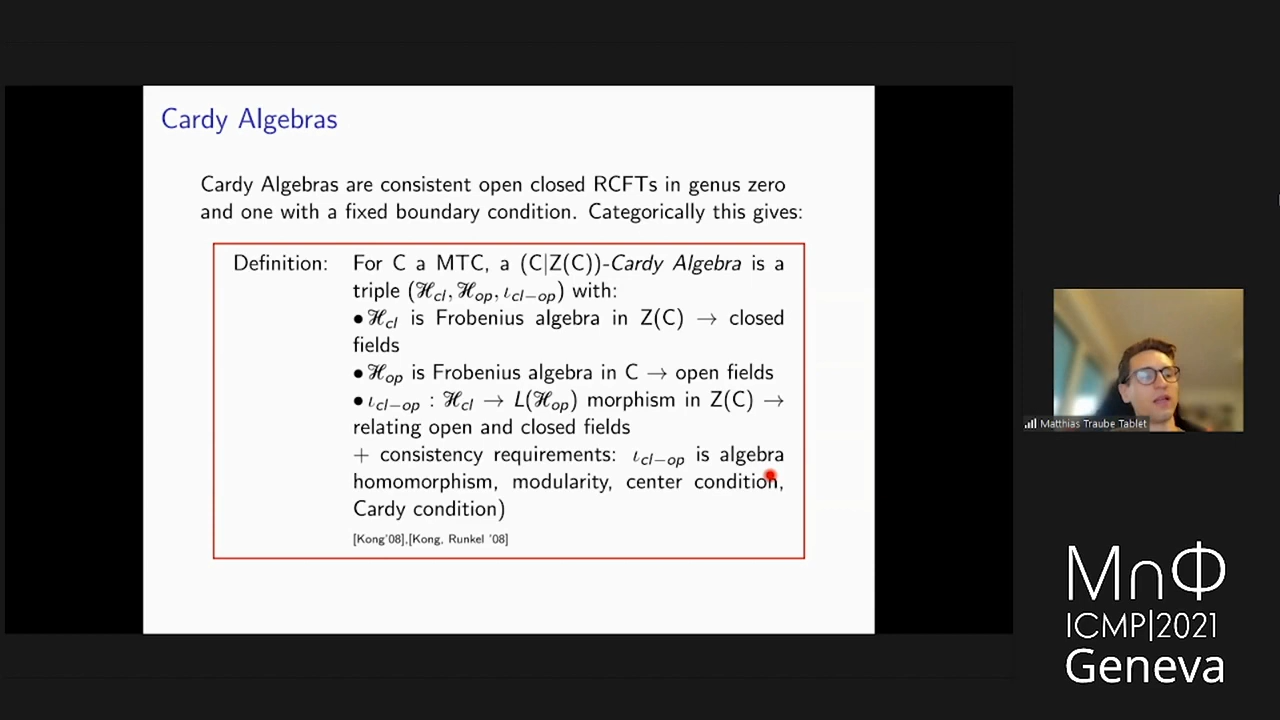 Cardy Algebras
Cardy Algebras are consistent open closed RCFTs in genus zero
and one with a fixed boundary condition. Categorically this gives:
Definition: For C a MTC, a (C|Z(C))-Cardy Algebra is a
triple (ℋ_cl, ℋ_op, ι_cl−op) with:
• ℋ_cl is Frobenius algebra in Z(C) → closed
fields
• ℋ_op is Frobenius algebra in C → open fields
• ι_cl−op : ℋ_cl → L(ℋ_op) morphism in Z(C) →
relating open and closed fields
+ consistency requirements: ι_cl−op is algebra
homomorphism, modularity, center condition,
Cardy condition)
[Kong'08],[Kong, Runkel '08]
Matthias Traube Tablet
M∩Φ
ICMP|2021
Geneva